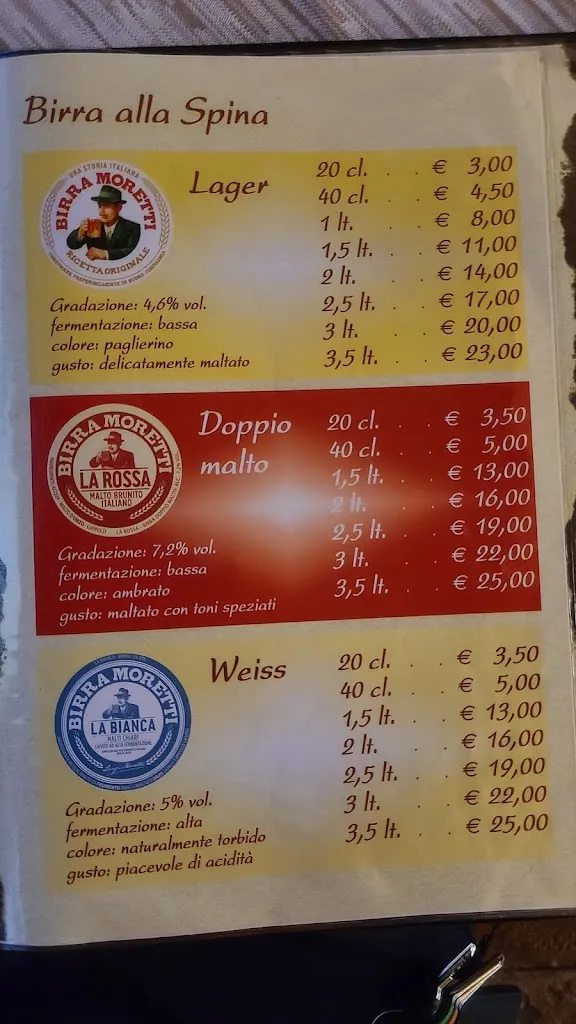 Birra alla Spina
UNA STORIA ITALIANA
BIRRA MORETTI
RICETTA ORIGINALE
Lager
20 cl. . . € 3,00
40 cl. . . € 4,50
1 lt. . . € 8,00
1,5 lt. . . € 11,00
2 lt. . . € 14,00
2,5 lt. . . € 17,00
3 lt. . . € 20,00
3,5 lt. . . € 23,00
Gradazione: 4,6% vol.
fermentazione: bassa
colore: paglierino
gusto: delicatamente maltato
BIRRA MORETTI
LA ROSSA
MALTO BRUNITO
ITALIANO
Doppio
malto
20 cl. . . € 3,50
40 cl. . . € 5,00
1,5 lt. . . € 13,00
2 lt. . . € 16,00
2,5 lt. . . € 19,00
3 lt. . . € 22,00
3,5 lt. . . € 25,00
Gradazione: 7,2% vol.
fermentazione: bassa
colore: ambrato
gusto: maltato con toni speziati
BIRRA MORETTI
LA BIANCA
MALTI CHIARI
Weiss
20 cl. . . € 3,50
40 cl. . . € 5,00
1,5 lt. . . € 13,00
2 lt. . . € 16,00
2,5 lt. . . € 19,00
3 lt. . . € 22,00
3,5 lt. . . € 25,00
Gradazione: 5% vol.
fermentazione: alta
colore: naturalmente torbido
gusto: piacevole di acidità